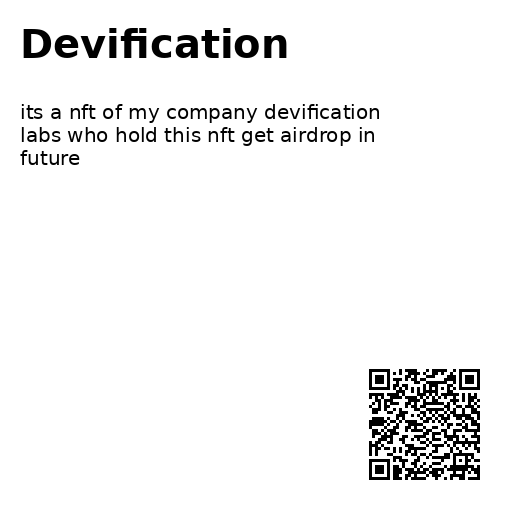 Devification
its a nft of my company devification
labs who hold this nft get airdrop in
future